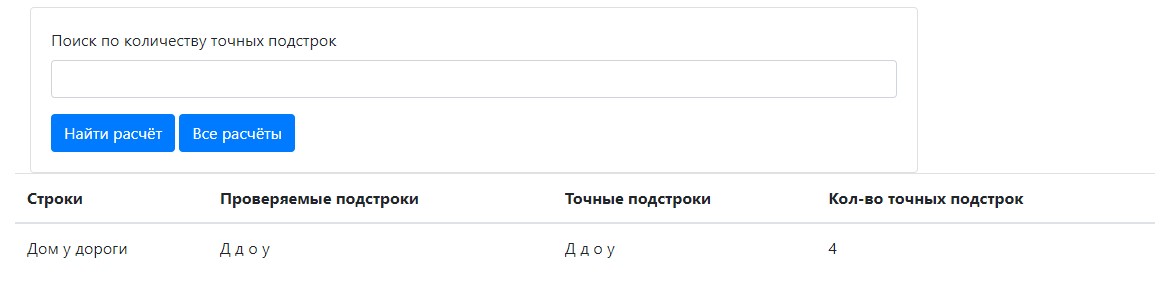 Поиск по количеству точных подстрок
Найти расчёт Все расчёты
Строки Проверяемые подстроки Точные подстроки Кол-во точных подстрок
Дом у дороги Д д о у Д д о у 4